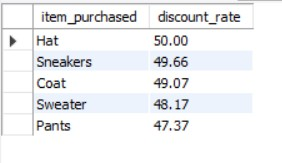 item_purchased discount_rate
Hat 50.00
Sneakers 49.66
Coat 49.07
Sweater 48.17
Pants 47.37